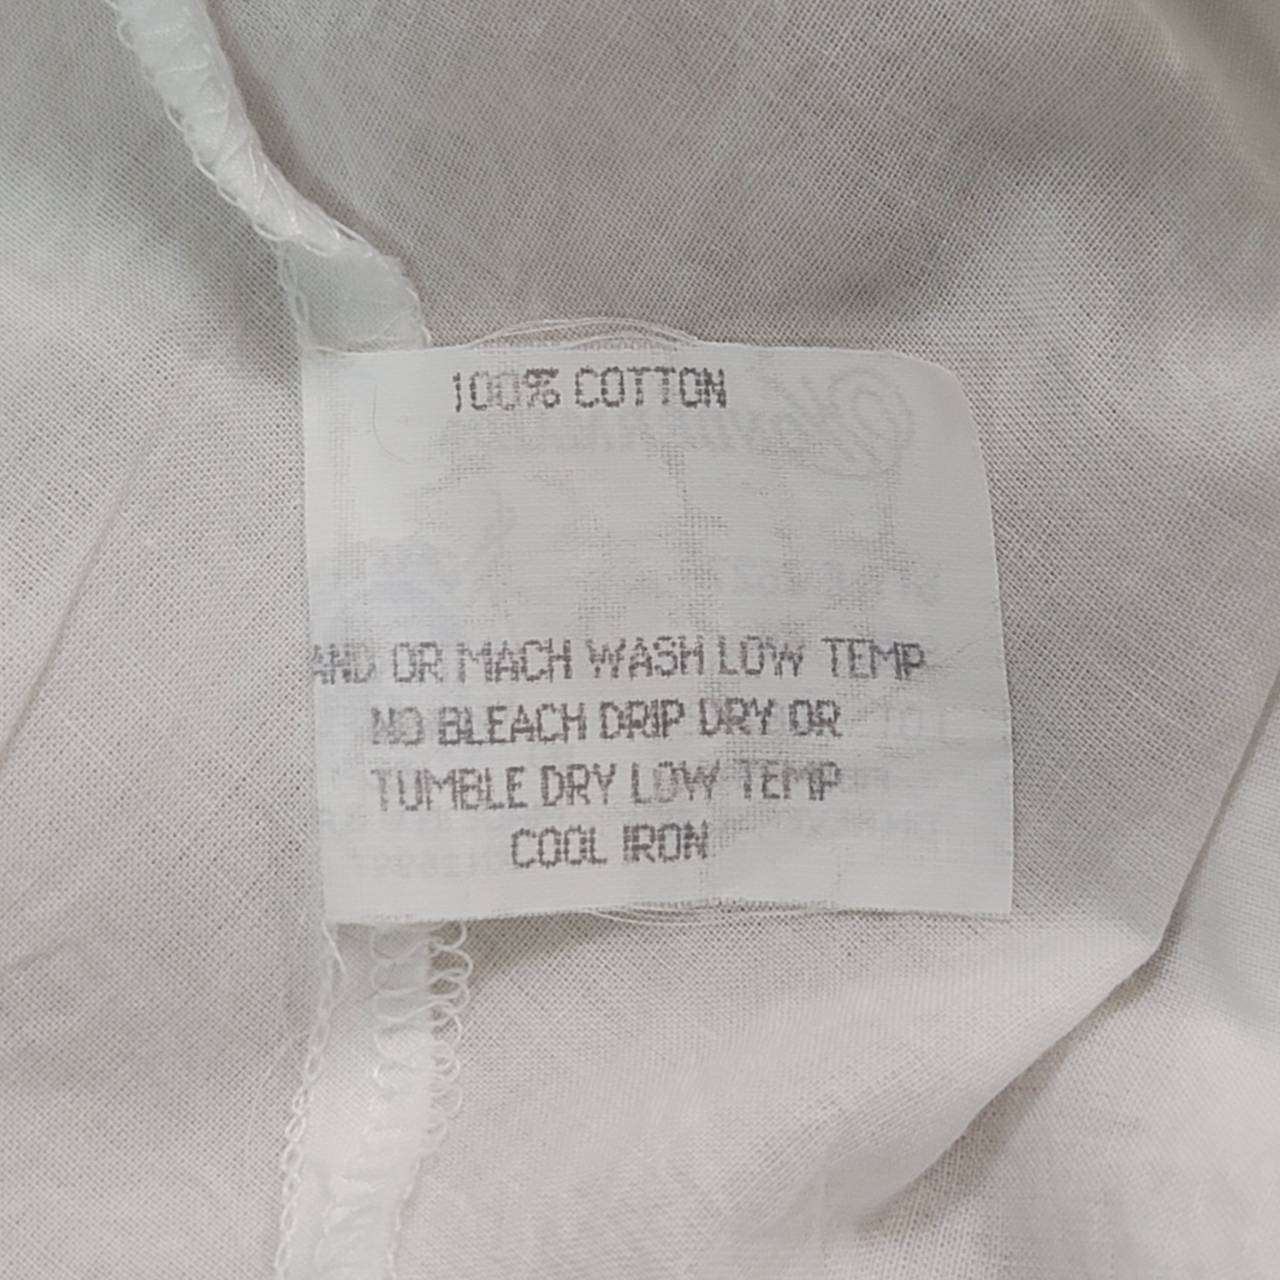 100% COTTON
AND OR MACH WASH LOW TEMP
NO BLEACH DRIP DRY OR
TUMBLE DRY LOW TEMP
COOL IRON